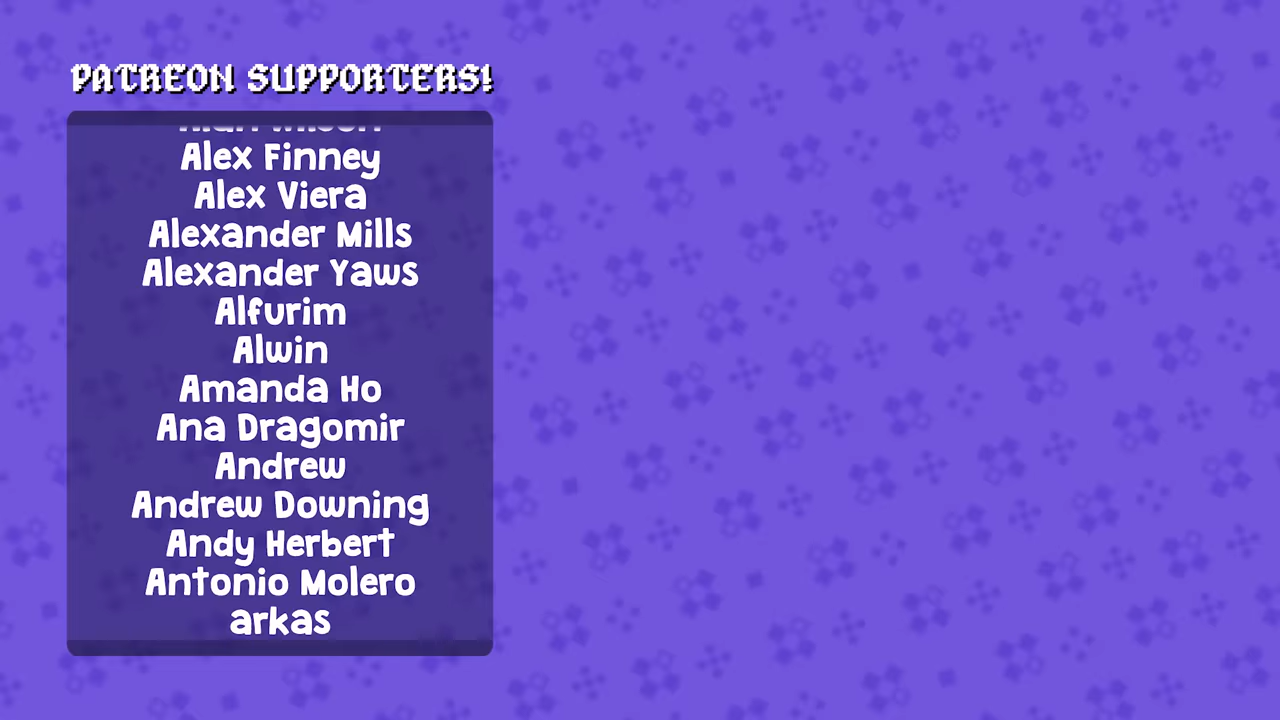 PATREON SUPPORTERS!
Alex Finney
Alex Viera
Alexander Mills
Alexander Yaws
Alfurim
Alwin
Amanda Ho
Ana Dragomir
Andrew
Andrew Downing
Andy Herbert
Antonio Molero
arkas